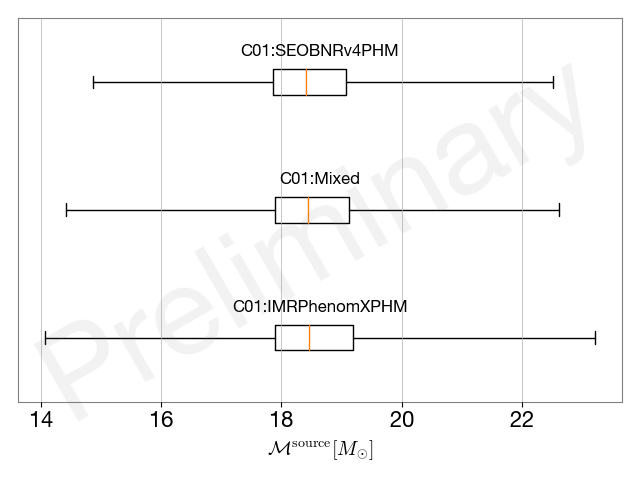 C01:SEOBNRv4PHM
C01:Mixed
C01:IMRPhenomXPHM
14 16 18 20 22
ℳ^source [M_⊙]
Preliminary